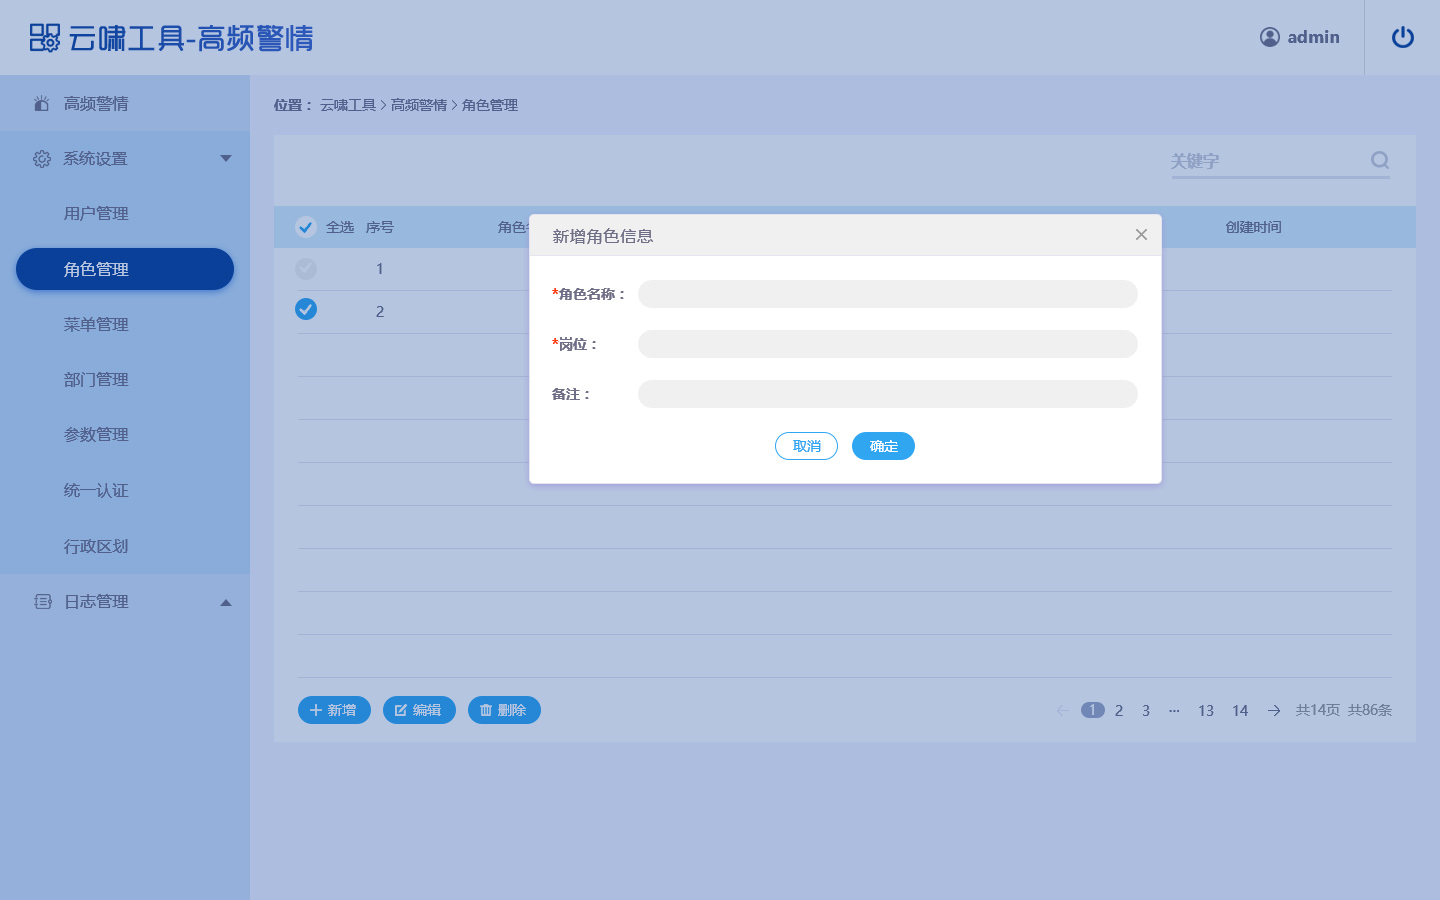 云啸工具-高频警情
admin
高频警情
系统设置
用户管理
角色管理
菜单管理
部门管理
参数管理
统一认证
行政区划
日志管理
位置： 云啸工具 > 高频警情 > 角色管理
关键字
全选 序号 角色 创建时间
1
2
新增角色信息
*角色名称：
*岗位：
备注：
取消 确定
新增 编辑 删除
1 2 3 ··· 13 14 共14页 共86条